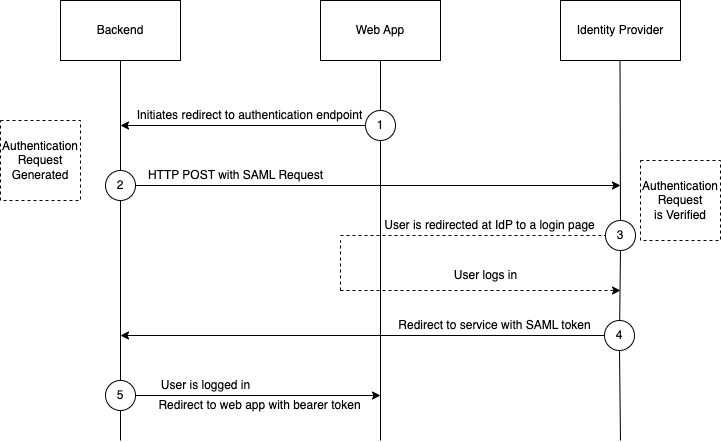 Backend
Web App
Identity Provider
Initiates redirect to authentication endpoint
1
Authentication
Request
Generated
2
HTTP POST with SAML Request
Authentication
Request
is Verified
User is redirected at IdP to a login page
3
User logs in
Redirect to service with SAML token
4
5
User is logged in
Redirect to web app with bearer token